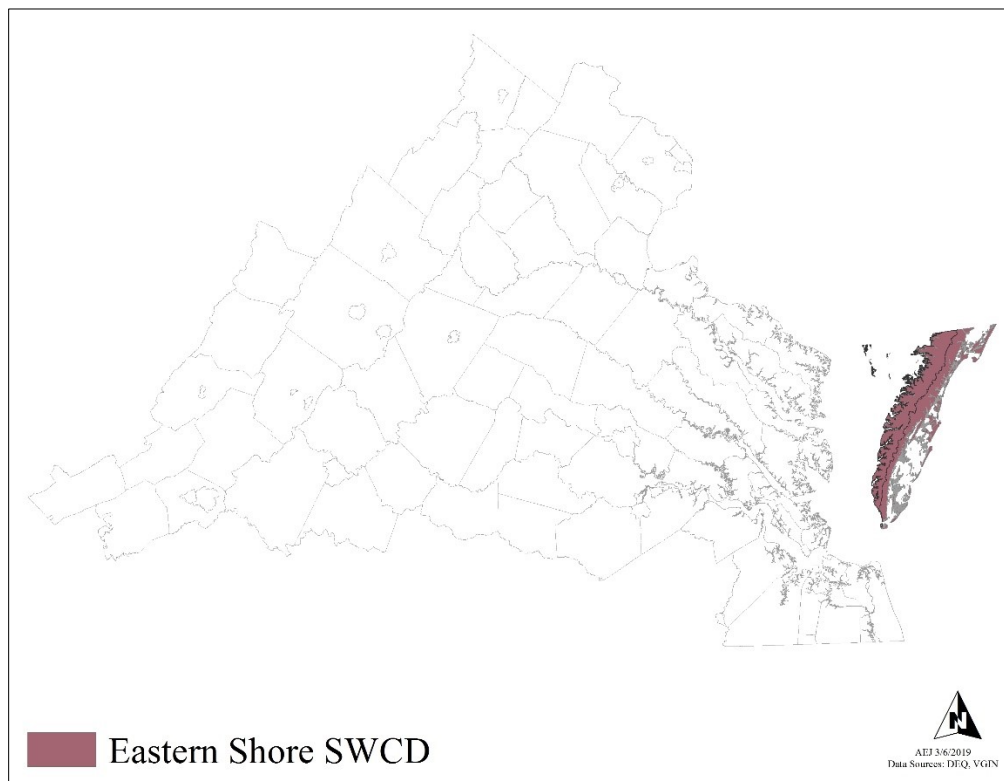 Eastern Shore SWCD
N
AEJ 3/6/2019
Data Sources: DEQ, VGIN